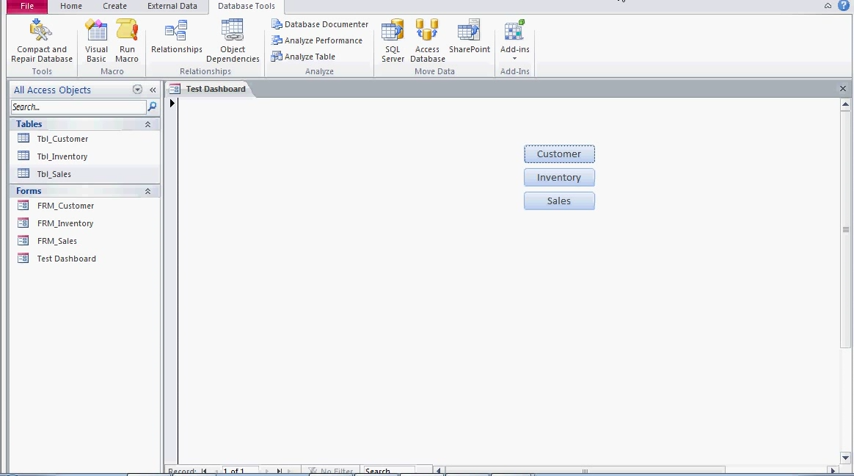 File Home Create External Data Database Tools
Compact and Repair Database
Visual Basic
Run Macro
Relationships
Object Dependencies
Database Documenter
Analyze Performance
Analyze Table
SQL Server
Access Database
SharePoint
Add-ins
Tools Macro Relationships Analyze Move Data Add-Ins
All Access Objects
Search...
Tables
Tbl_Customer
Tbl_Inventory
Tbl_Sales
Forms
FRM_Customer
FRM_Inventory
FRM_Sales
Test Dashboard
Test Dashboard
Customer
Inventory
Sales
Record: 1 of 1 No Filter Search